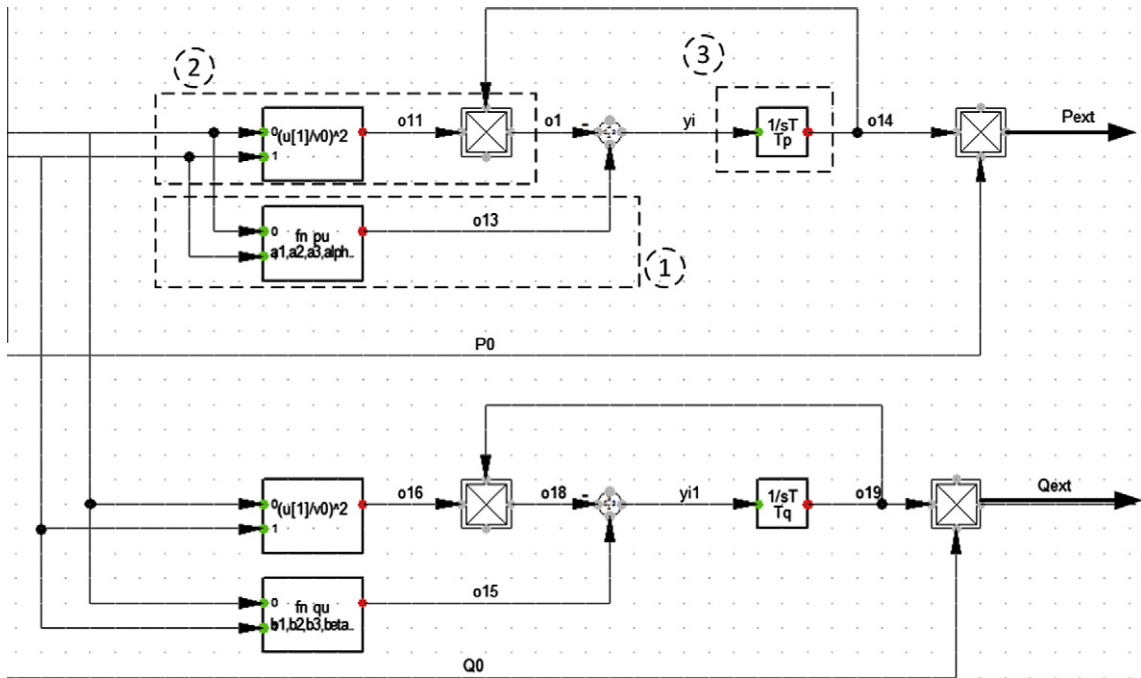 2
3
0
(u[1]/v0)^2
1
o11
o1
-
yi
1/sT
Tp
o14
Pext
0
fn pu
a1,a2,a3,alph..
o13
1
P0
0
(u[1]/v0)^2
1
o16
o18
-
yi1
1/sT
Tq
o19
Qext
0
fn qu
b1,b2,b3,beta..
o15
Q0